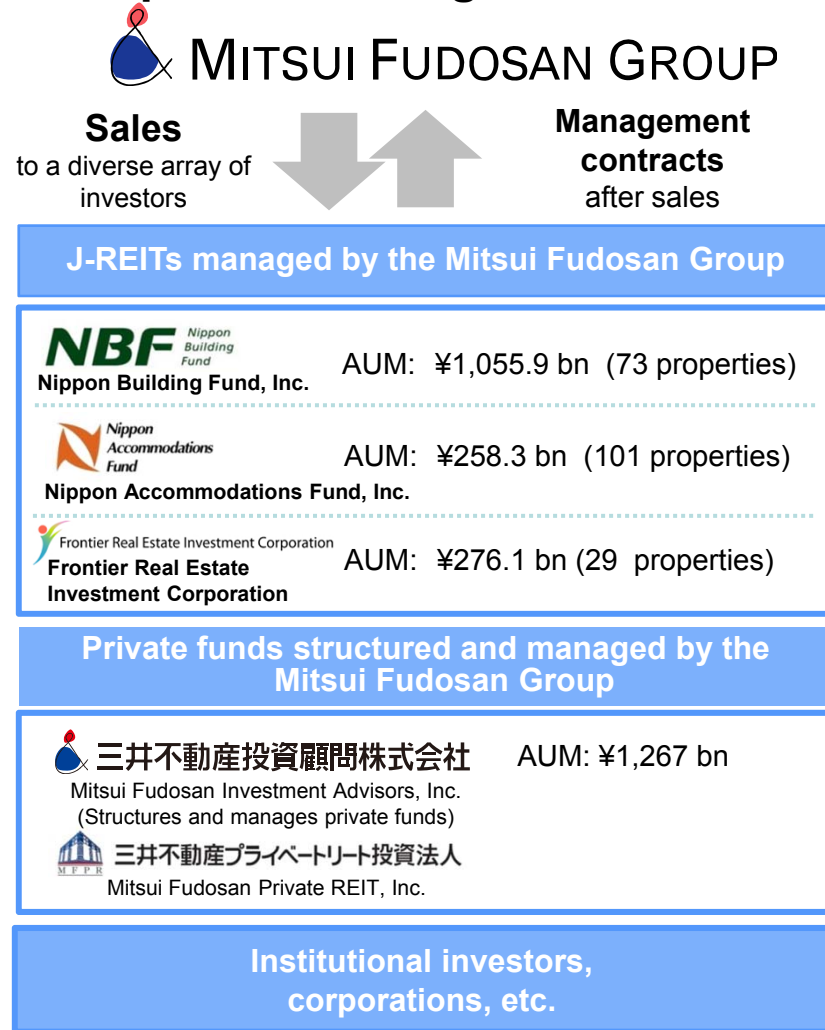 MITSUI FUDOSAN GROUP
Sales
to a diverse array of
investors
Management
contracts
after sales
J-REITs managed by the Mitsui Fudosan Group
NBF Nippon
Building
Fund
Nippon Building Fund, Inc.
AUM: ¥1,055.9 bn (73 properties)
Nippon
Accommodations
Fund
Nippon Accommodations Fund, Inc.
AUM: ¥258.3 bn (101 properties)
Frontier Real Estate Investment Corporation
Frontier Real Estate
Investment Corporation
AUM: ¥276.1 bn (29 properties)
Private funds structured and managed by the
Mitsui Fudosan Group
三井不動産投資顧問株式会社
AUM: ¥1,267 bn
Mitsui Fudosan Investment Advisors, Inc.
(Structures and manages private funds)
MFPR
三井不動産プライベートリート投資法人
Mitsui Fudosan Private REIT, Inc.
Institutional investors,
corporations, etc.